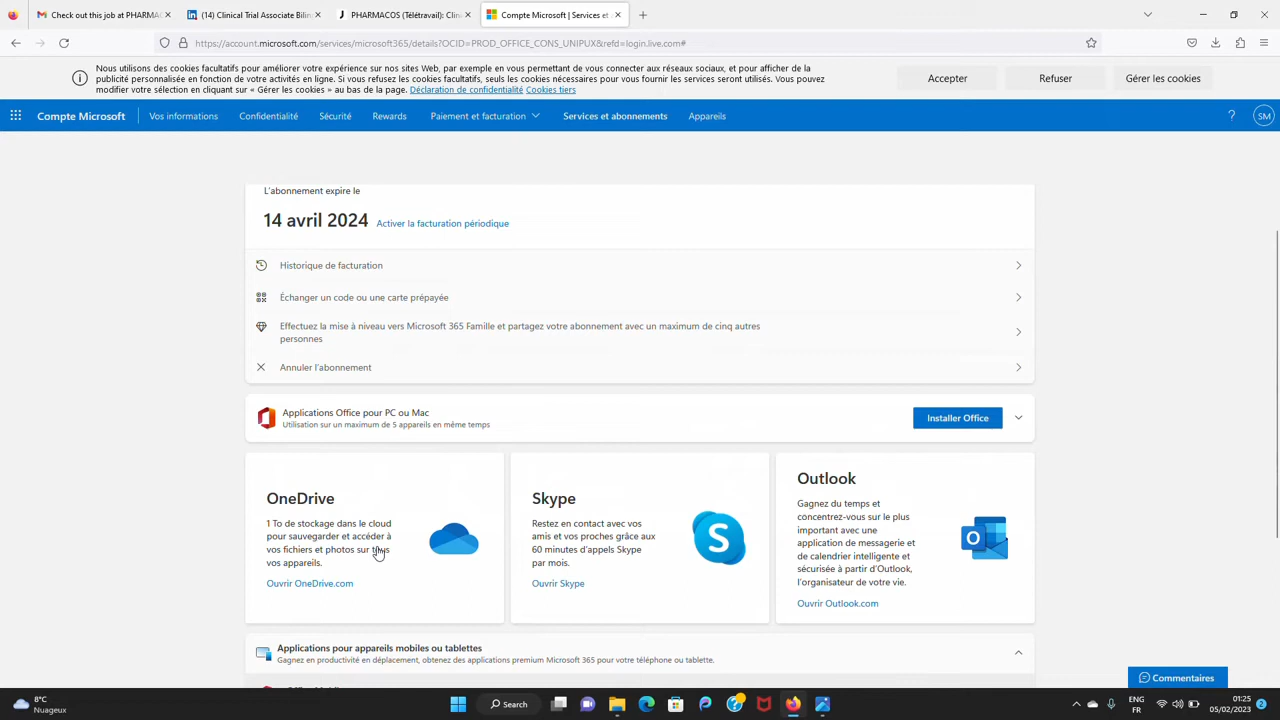 Check out this job at PHARMA
(14) Clinical Trial Associate Bilin
PHARMACOS (Télétravail): Clin
Compte Microsoft | Services et
https://account.microsoft.com/services/microsoft365/details?OCID=PROD_OFFICE_CONS_UNIPUX&refd=login.live.com#
Nous utilisons des cookies facultatifs pour améliorer votre expérience sur nos sites Web, par exemple en vous permettant de vous connecter aux réseaux sociaux, et pour afficher de la
publicité personnalisée en fonction de votre activités en ligne. Si vous refusez les cookies facultatifs, seuls les cookies nécessaires pour vous fournir les services seront utilisés. Vous pouvez
modifier votre sélection en cliquant sur « Gérer les cookies » au bas de la page. Déclaration de confidentialité Cookies tiers
Accepter
Refuser
Gérer les cookies
Compte Microsoft
Vos informations
Confidentialité
Sécurité
Rewards
Paiement et facturation
Services et abonnements
Appareils
?
SM
L'abonnement expire le
14 avril 2024 Activer la facturation périodique
Historique de facturation
Échanger un code ou une carte prépayée
Effectuez la mise à niveau vers Microsoft 365 Famille et partagez votre abonnement avec un maximum de cinq autres
personnes
Annuler l'abonnement
Applications Office pour PC ou Mac
Utilisation sur un maximum de 5 appareils en même temps
Installer Office
OneDrive
1 To de stockage dans le cloud
pour sauvegarder et accéder à
vos fichiers et photos sur tous
vos appareils.
Ouvrir OneDrive.com
Skype
Restez en contact avec vos
amis et vos proches grâce aux
60 minutes d'appels Skype
par mois.
Ouvrir Skype
Outlook
Gagnez du temps et
concentrez-vous sur le plus
important avec une
application de messagerie et
de calendrier intelligente et
sécurisée à partir d'Outlook,
l'organisateur de votre vie.
Ouvrir Outlook.com
Applications pour appareils mobiles ou tablettes
Gagnez en productivité en déplacement, obtenez des applications premium Microsoft 365 pour votre téléphone ou tablette.
Commentaires
8°C
Nuageux
Search
ENG
FR
01:25
05/02/2023
2